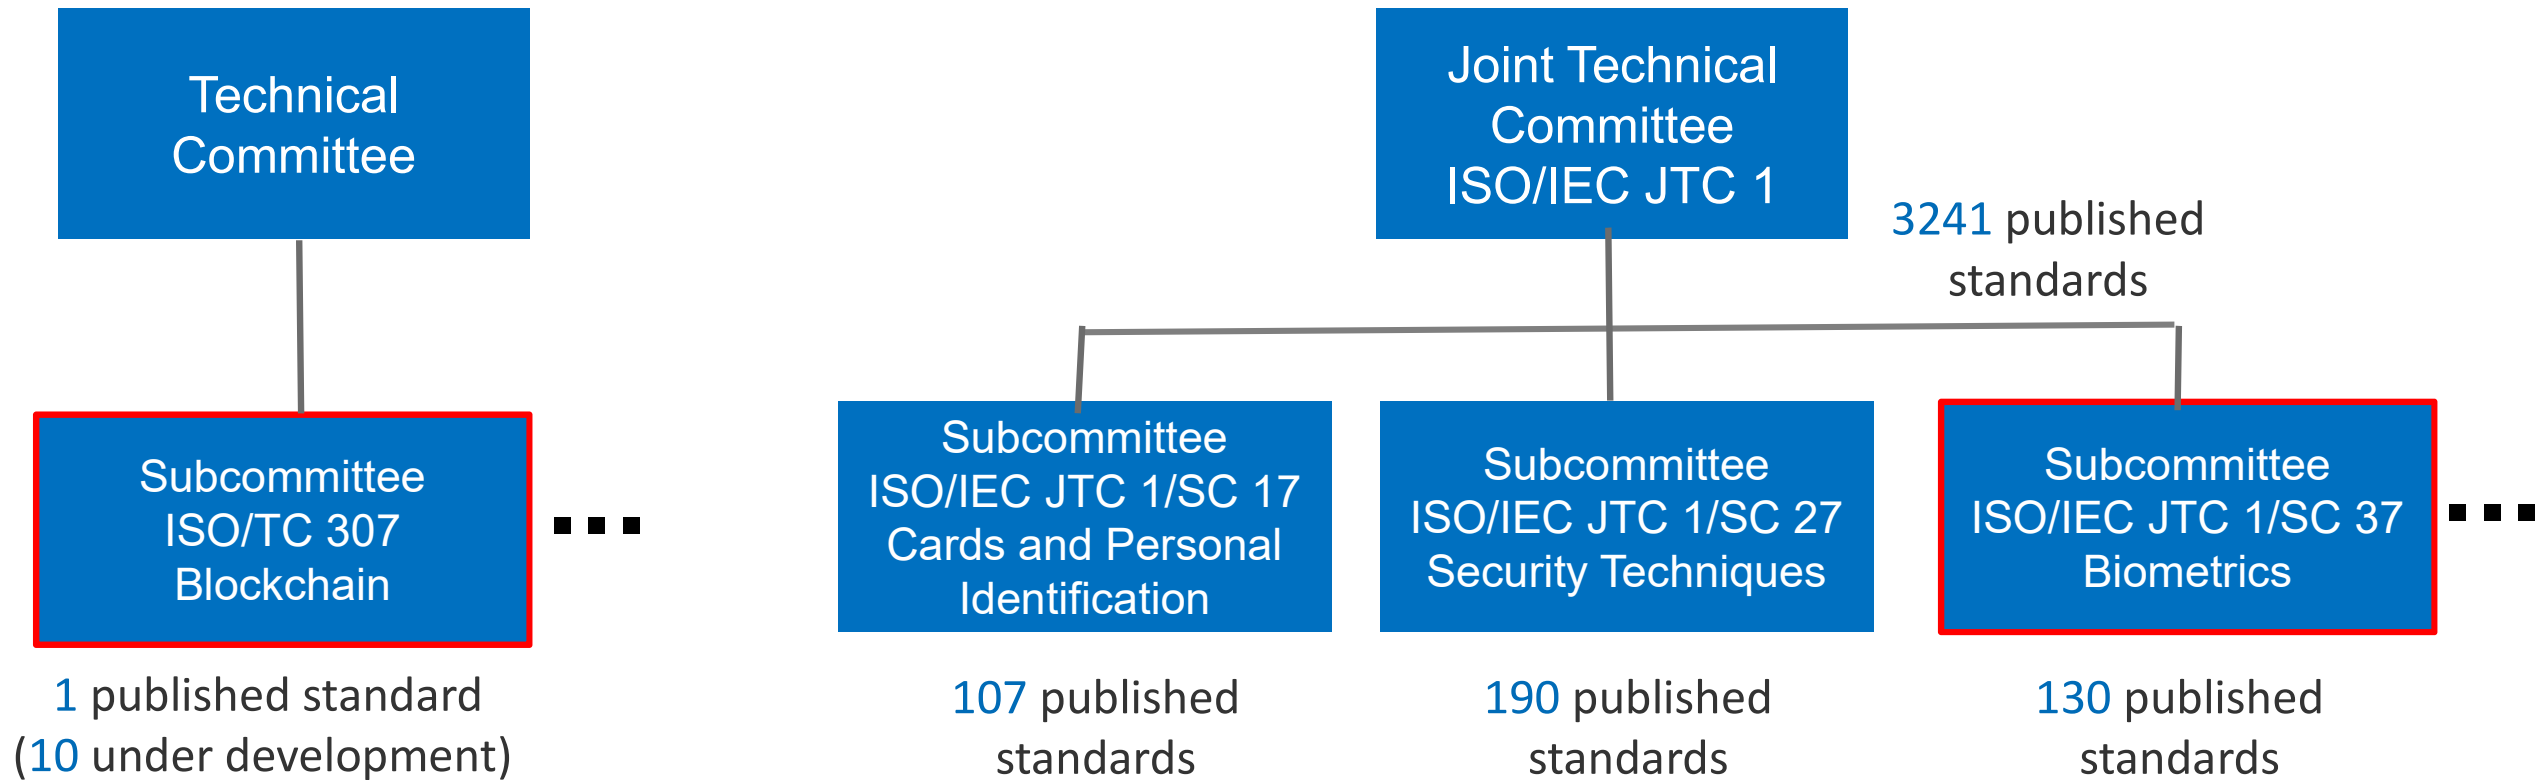 Technical
Committee
Joint Technical
Committee
ISO/IEC JTC 1
3241 published
standards
Subcommittee
ISO/TC 307
Blockchain
1 published standard
(10 under development)
Subcommittee
ISO/IEC JTC 1/SC 17
Cards and Personal
Identification
107 published
standards
Subcommittee
ISO/IEC JTC 1/SC 27
Security Techniques
190 published
standards
Subcommittee
ISO/IEC JTC 1/SC 37
Biometrics
130 published
standards